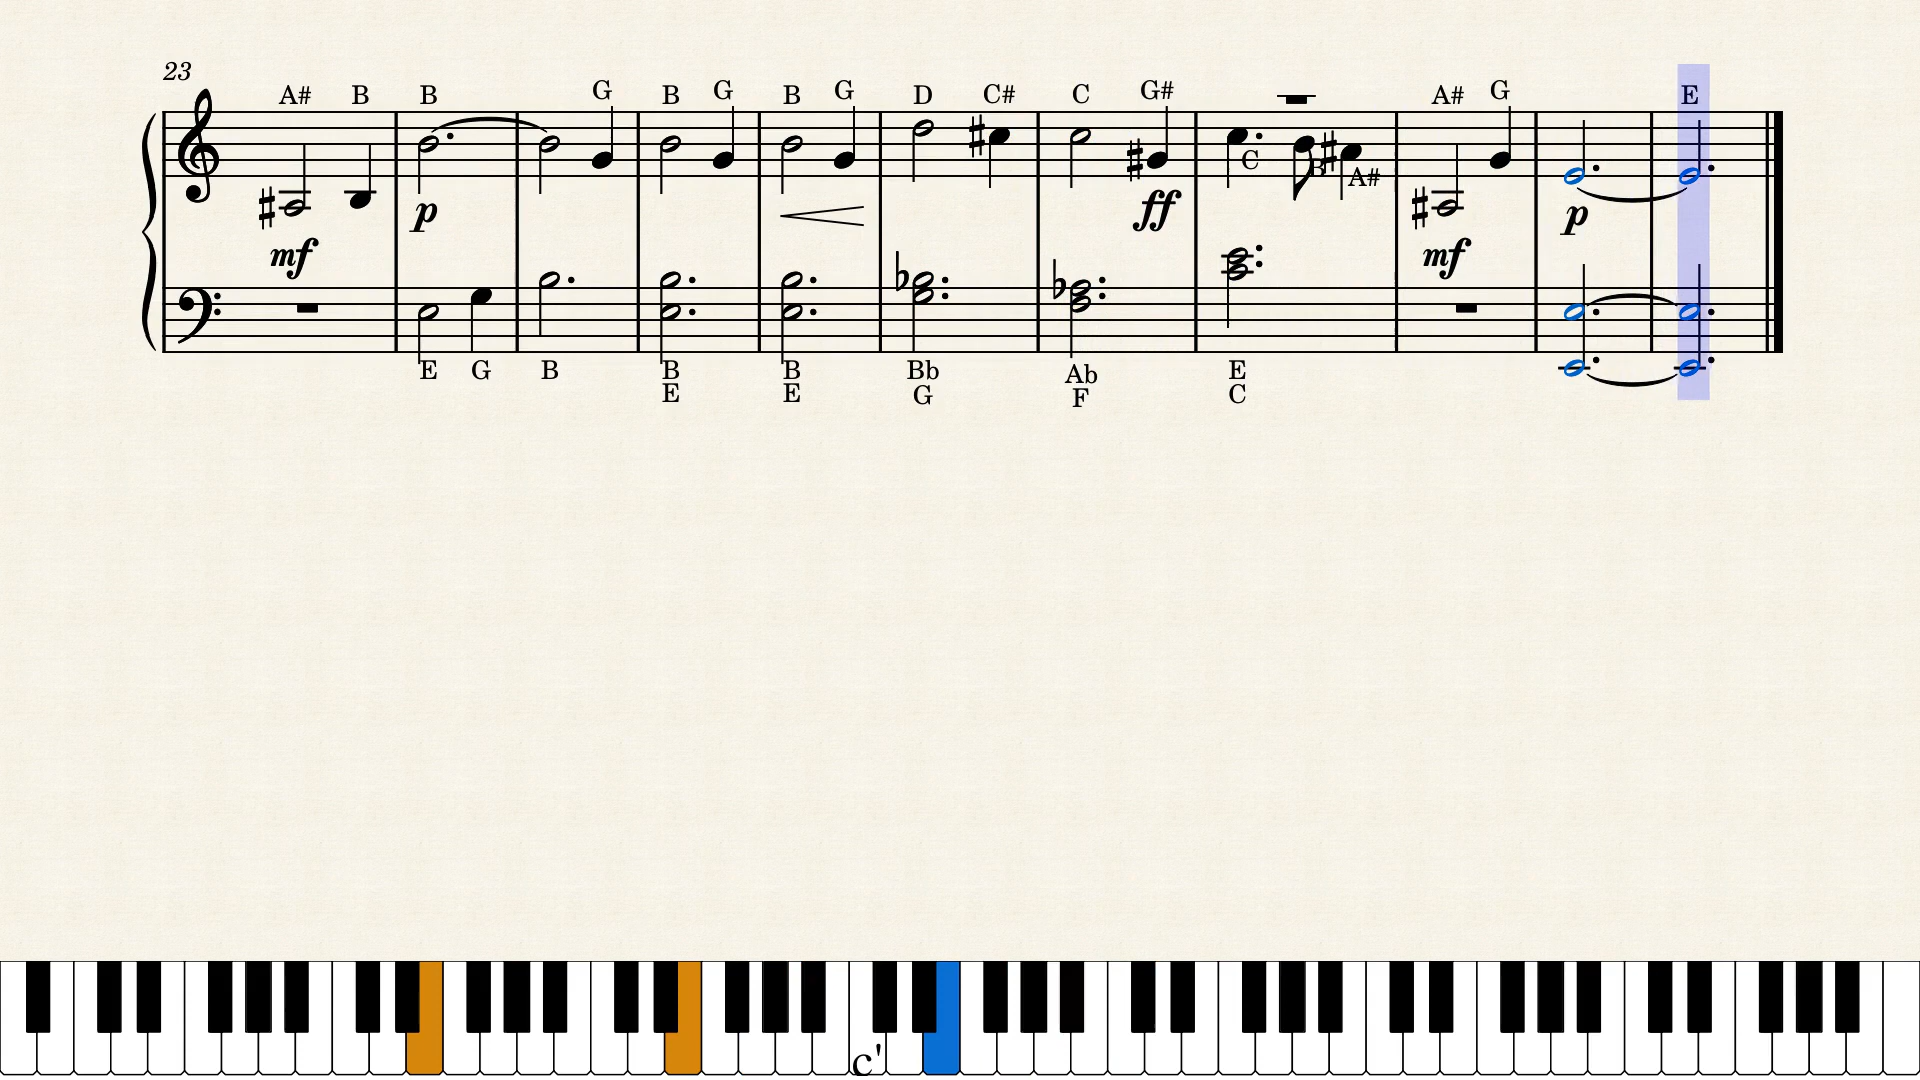 23
A# B B G B G B G D C# C G# A# G E
C B A#
p ff p
mf mf
E G B B B Bb Ab E
E E G F C
c'